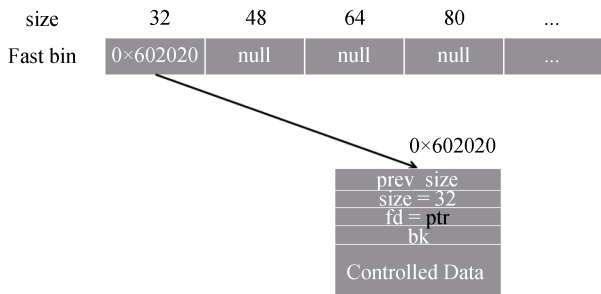 size 32 48 64 80 ...
Fast bin 0×602020 null null null ...
0×602020
prev size
size = 32
fd = ptr
bk
Controlled Data